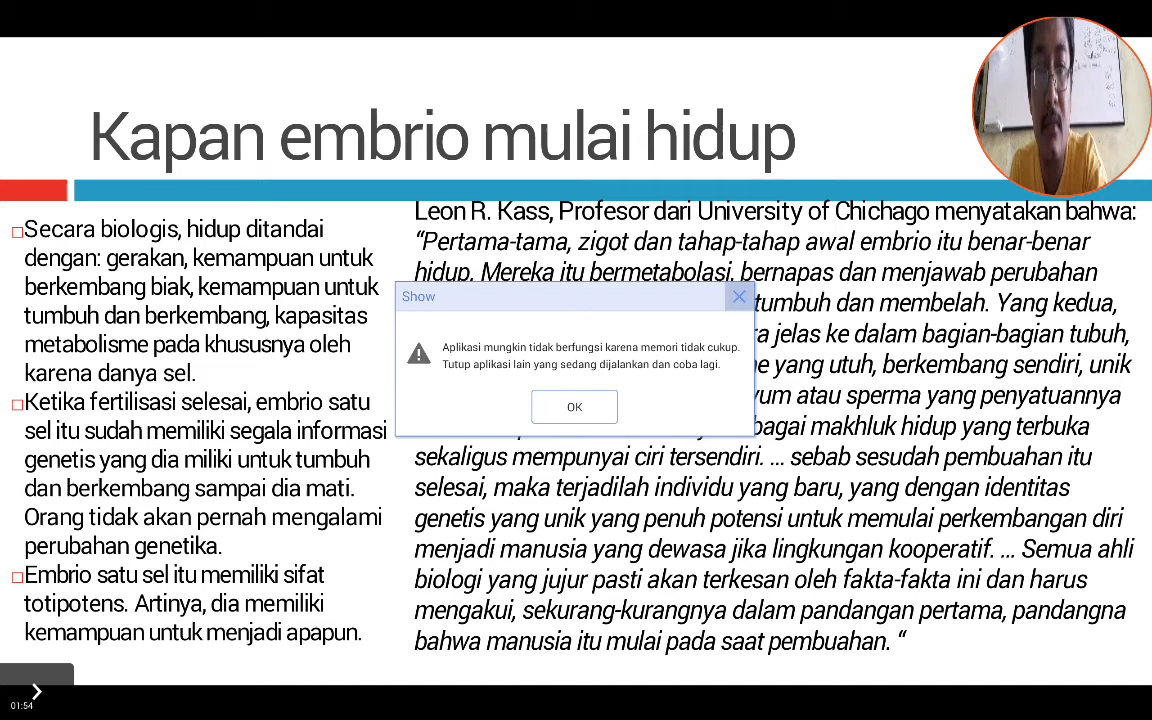 Kapan embrio mulai hidup
□Secara biologis, hidup ditandai
dengan: gerakan, kemampuan untuk
berkembang biak, kemampuan untuk
tumbuh dan berkembang, kapasitas
metabolisme pada khususnya oleh
karena danya sel.
□Ketika fertilisasi selesai, embrio satu
sel itu sudah memiliki segala informasi
genetis yang dia miliki untuk tumbuh
dan berkembang sampai dia mati.
Orang tidak akan pernah mengalami
perubahan genetika.
□Embrio satu sel itu memiliki sifat
totipotens. Artinya, dia memiliki
kemampuan untuk menjadi apapun.
Leon R. Kass, Profesor dari University of Chichago menyatakan bahwa:
“Pertama-tama, zigot dan tahap-tahap awal embrio itu benar-benar
hidup. Mereka itu bermetabolasi, bernapas dan menjawab perubahan
tumbuh dan membelah. Yang kedua,
jelas ke dalam bagian-bagian tubuh,
yang utuh, berkembang sendiri, unik
atau sperma yang penyatuannya
makhluk hidup yang terbuka
sekaligus mempunyai ciri tersendiri. ... sebab sesudah pembuahan itu
selesai, maka terjadilah individu yang baru, yang dengan identitas
genetis yang unik yang penuh potensi untuk memulai perkembangan diri
menjadi manusia yang dewasa jika lingkungan kooperatif. ... Semua ahli
biologi yang jujur pasti akan terkesan oleh fakta-fakta ini dan harus
mengakui, sekurang-kurangnya dalam pandangan pertama, pandangna
bahwa manusia itu mulai pada saat pembuahan. “
Show
Aplikasi mungkin tidak berfungsi karena memori tidak cukup.
Tutup aplikasi lain yang sedang dijalankan dan coba lagi.
OK
01:54